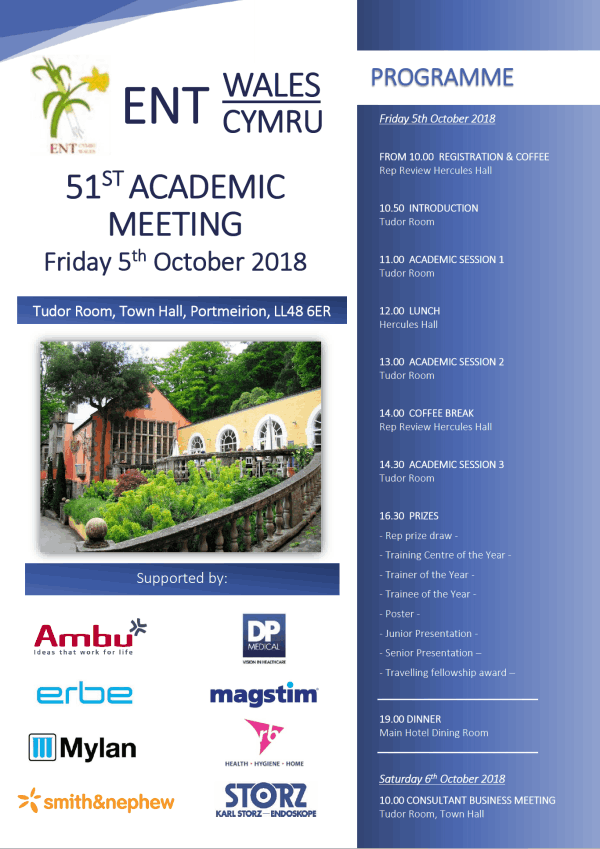 ENT CYMRU
WALES
ENT WALES
CYMRU
51ST ACADEMIC
MEETING
Friday 5th October 2018
Tudor Room, Town Hall, Portmeirion, LL48 6ER
Supported by:
Ambu
Ideas that work for life
DP
MEDICAL
VISION IN HEALTHCARE
erbe
magstim
Mylan
rb
HEALTH • HYGIENE • HOME
smith&nephew
STORZ
KARL STORZ—ENDOSKOPE
PROGRAMME
Friday 5th October 2018
FROM 10.00 REGISTRATION & COFFEE
Rep Review Hercules Hall
10.50 INTRODUCTION
Tudor Room
11.00 ACADEMIC SESSION 1
Tudor Room
12.00 LUNCH
Hercules Hall
13.00 ACADEMIC SESSION 2
Tudor Room
14.00 COFFEE BREAK
Rep Review Hercules Hall
14.30 ACADEMIC SESSION 3
Tudor Room
16.30 PRIZES
- Rep prize draw -
- Training Centre of the Year -
- Trainer of the Year -
- Trainee of the Year -
- Poster -
- Junior Presentation -
- Senior Presentation –
- Travelling fellowship award –
19.00 DINNER
Main Hotel Dining Room
Saturday 6th October 2018
10.00 CONSULTANT BUSINESS MEETING
Tudor Room, Town Hall